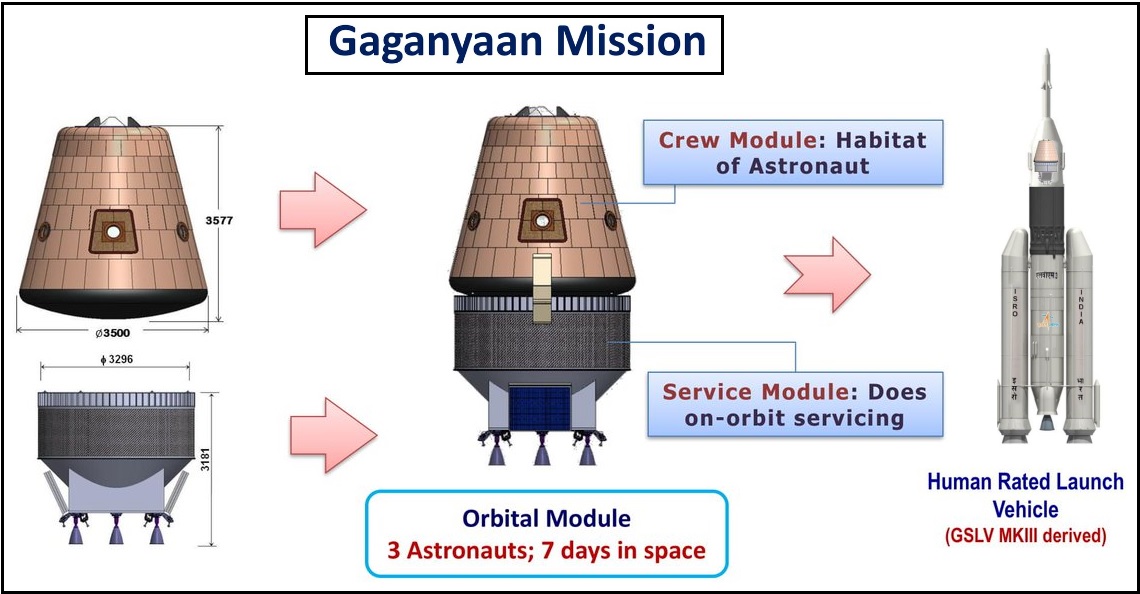 Gaganyaan Mission
3577
Ø3500
ϕ 3296
3181
Crew Module: Habitat
of Astronaut
Service Module: Does
on-orbit servicing
Orbital Module
3 Astronauts; 7 days in space
ISRO
INDIA
इसरो
भारत
Human Rated Launch
Vehicle
(GSLV MKIII derived)